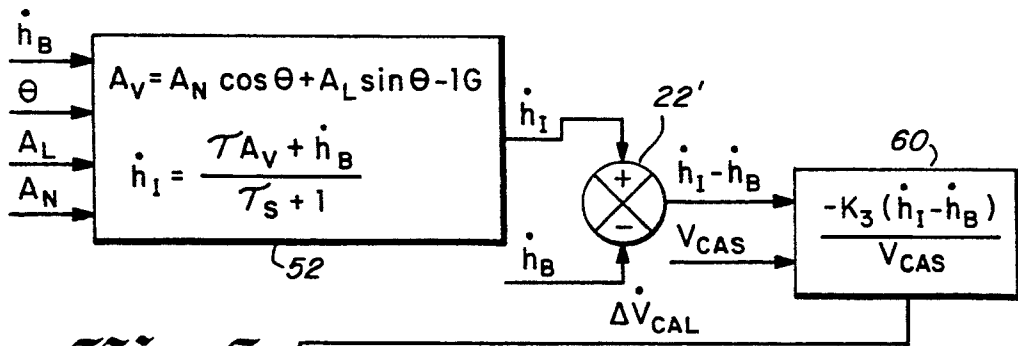 ḣB
θ
AL
AN
AV = AN cos θ + AL sin θ - 1G
ḣI = τAV + ḣB / τs + 1
52
ḣI
22'
+
−
ḣB
ḣI - ḣB
VCAS
ΔV̇CAL
60
-K3 (ḣI - ḣB) / VCAS